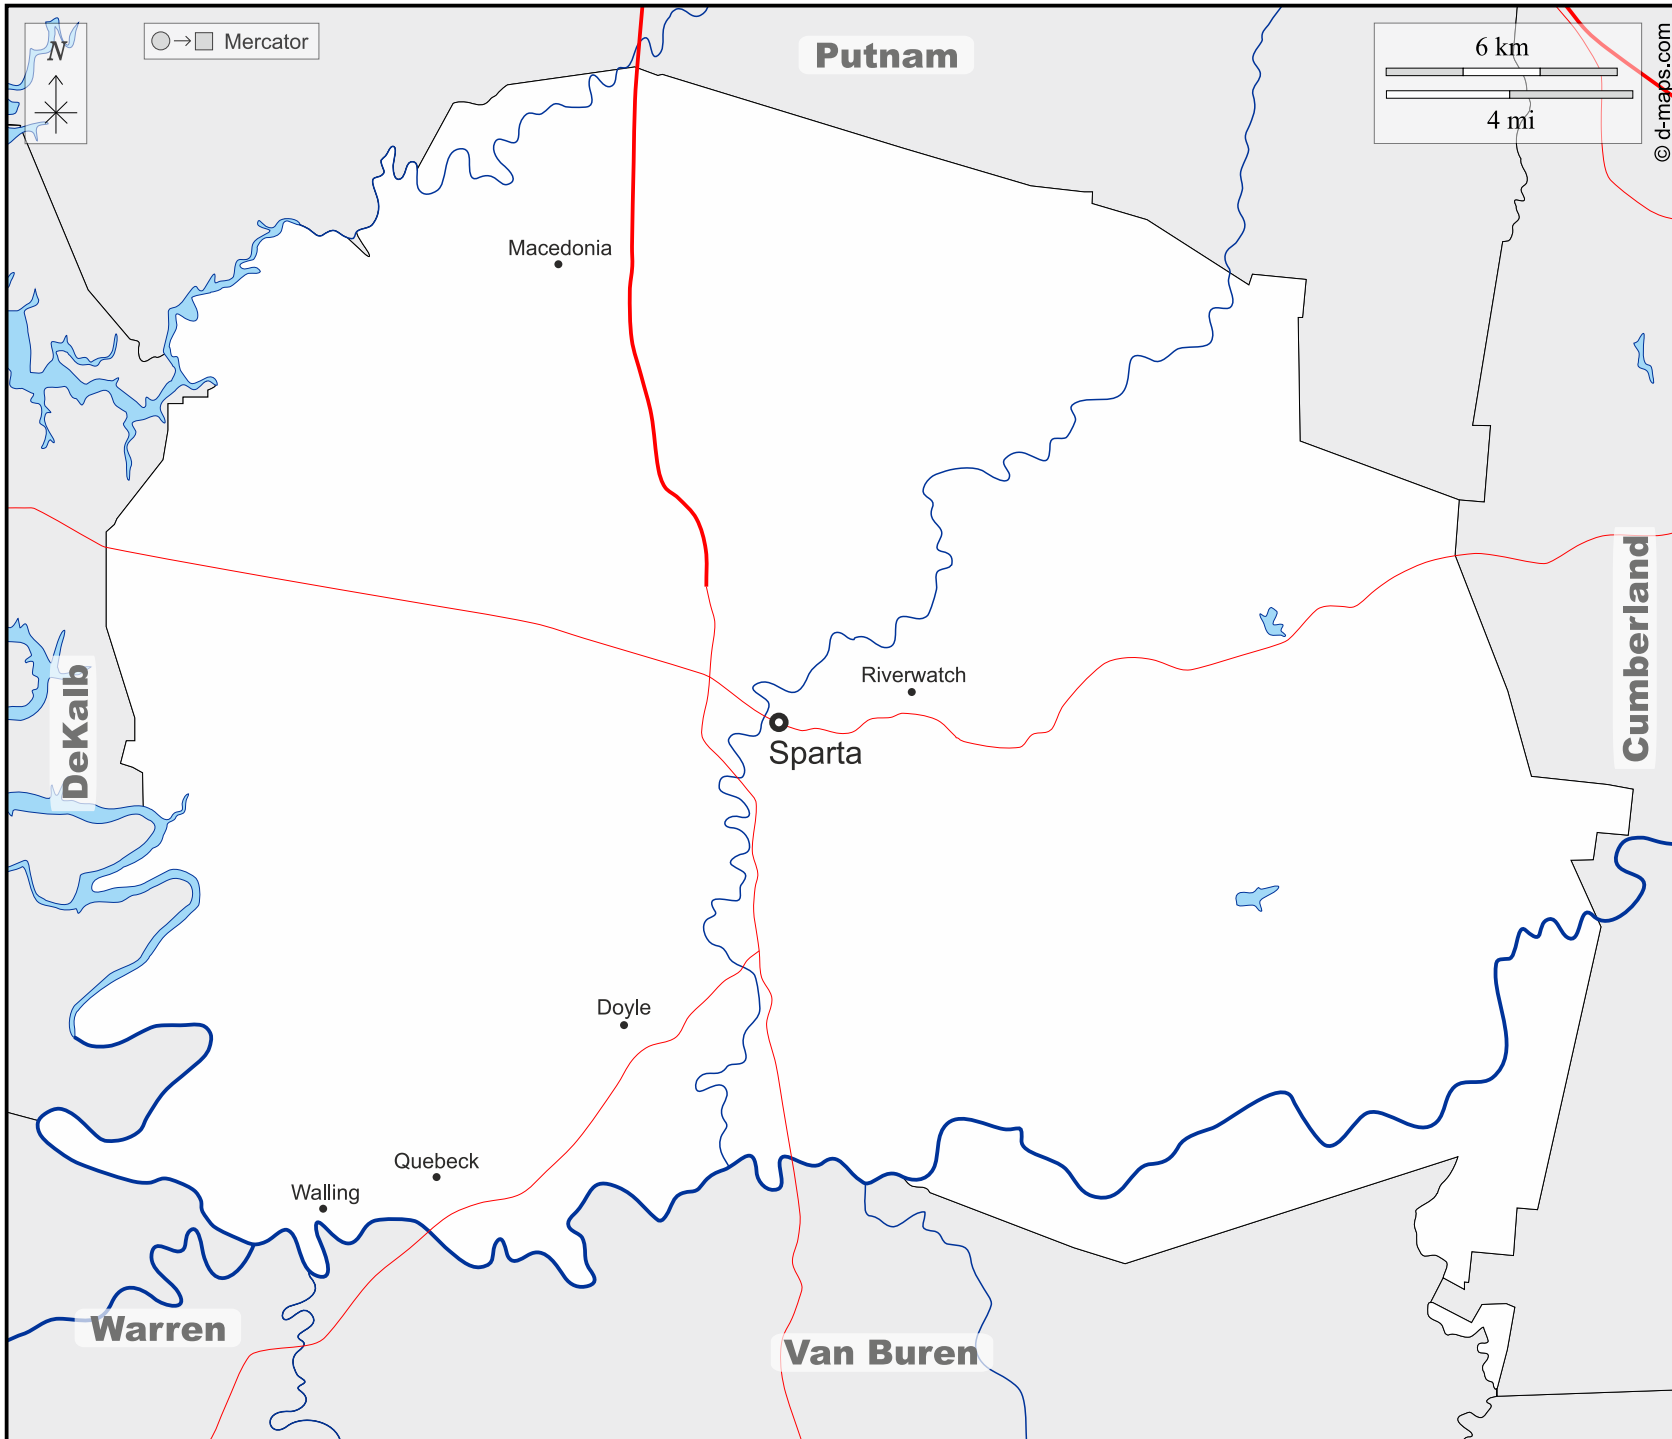 N
Mercator
Putnam
6 km
4 mi
© d-maps.com
Macedonia
Cumberland
DeKalb
Riverwatch
Sparta
Doyle
Quebeck
Walling
Warren
Van Buren